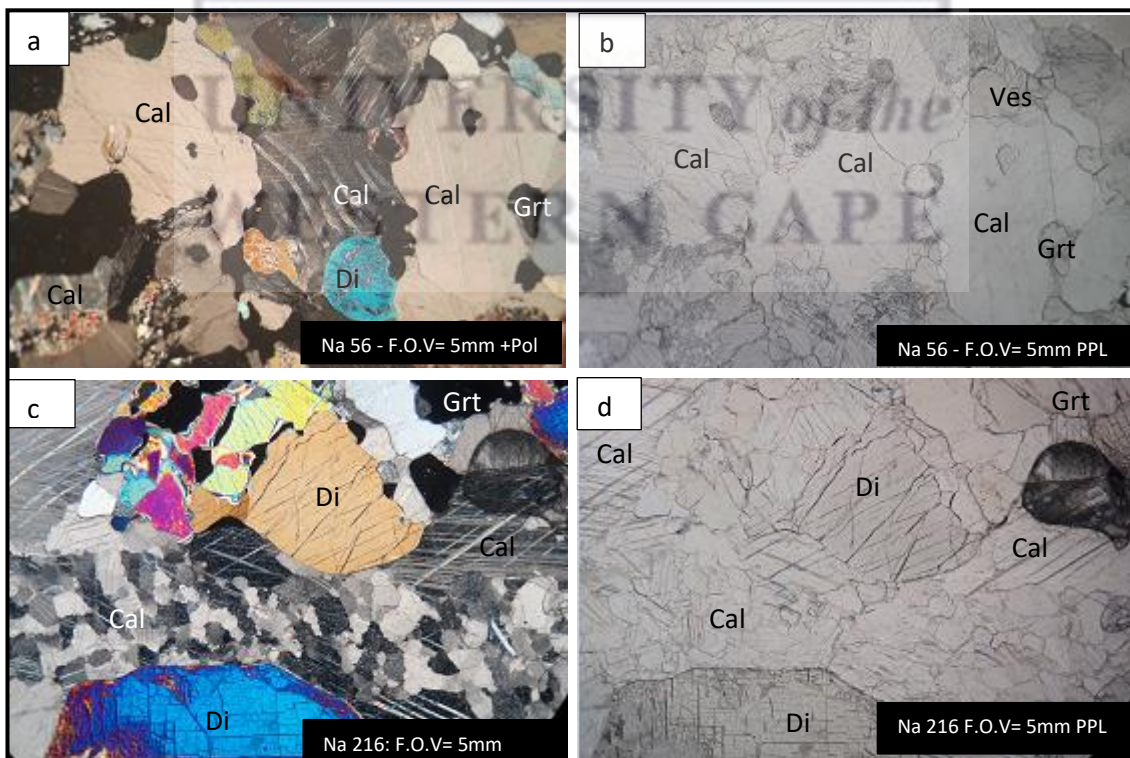 a
Cal
Cal
Cal
Grt
Di
Cal
Na 56 - F.O.V= 5mm +Pol
b
Ves
Cal
Cal
Cal
Grt
Na 56 - F.O.V= 5mm PPL
UNIVERSITY of the
WESTERN CAPE
c
Grt
Di
Cal
Cal
Di
Na 216: F.O.V= 5mm
d
Grt
Cal
Di
Cal
Cal
Di
Na 216 F.O.V= 5mm PPL